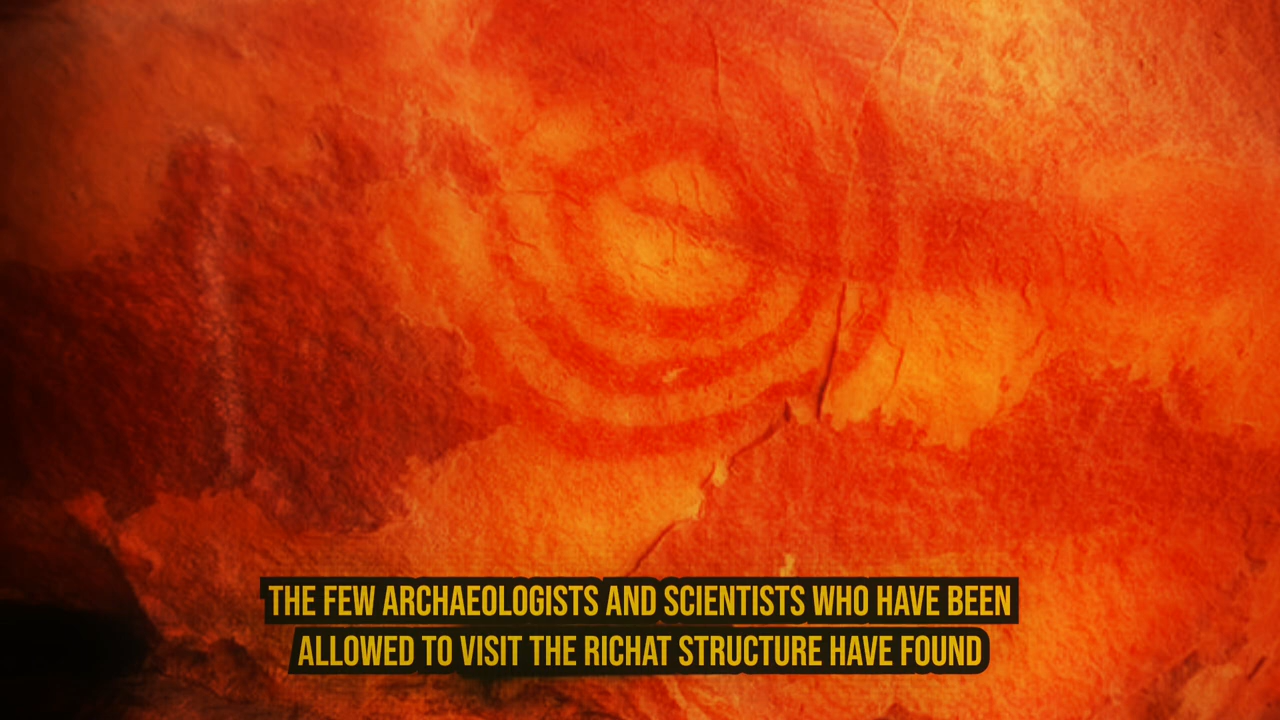 THE FEW ARCHAEOLOGISTS AND SCIENTISTS WHO HAVE BEEN
ALLOWED TO VISIT THE RICHAT STRUCTURE HAVE FOUND